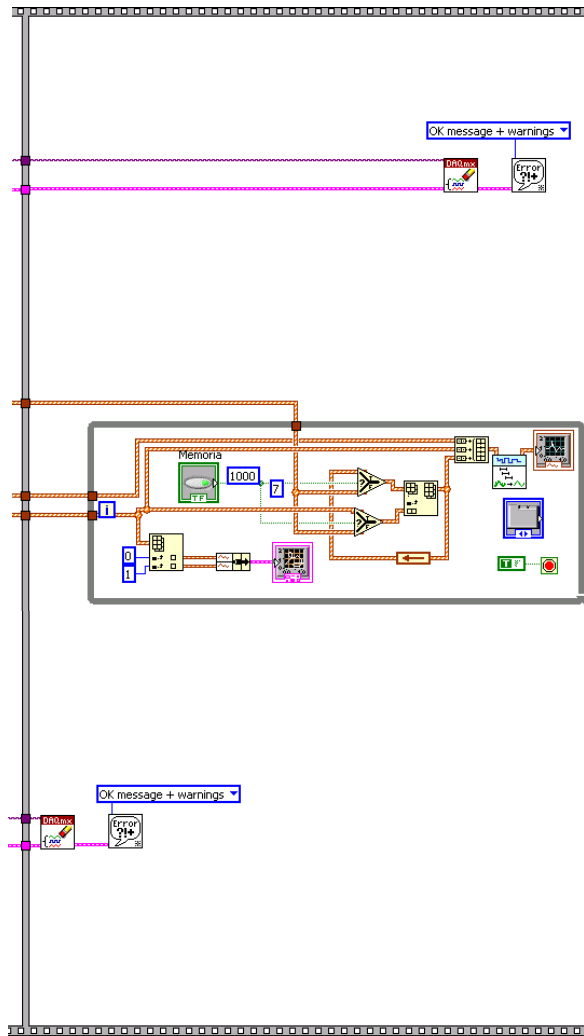 OK message + warnings
DAQmx
Error
?!+
Memoria
TF
1000
7
i
0
1
T
F
OK message + warnings
DAQmx
Error
?!+